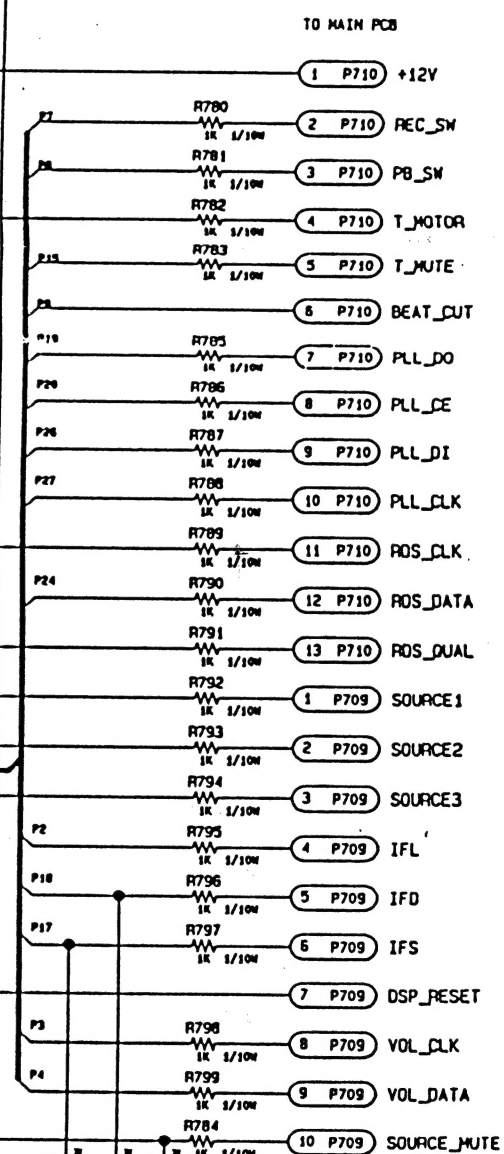 TO MAIN PCB
1 P710 +12V
P7 R780 1K 1/10W 2 P710 REC_SW
P6 R781 1K 1/10W 3 P710 PB_SW
R782 1K 1/10W 4 P710 T_MOTOR
P15 R783 1K 1/10W 5 P710 T_MUTE
6 P710 BEAT_CUT
P19 R785 1K 1/10W 7 P710 PLL_DO
R786 1K 1/10W 8 P710 PLL_CE
P26 R787 1K 1/10W 9 P710 PLL_DI
P27 R788 1K 1/10W 10 P710 PLL_CLK
R789 1K 1/10W 11 P710 RDS_CLK
P24 R790 1K 1/10W 12 P710 RDS_DATA
R791 1K 1/10W 13 P710 RDS_QUAL
R792 1K 1/10W 1 P709 SOURCE1
R793 1K 1/10W 2 P709 SOURCE2
R794 1K 1/10W 3 P709 SOURCE3
P2 R795 1K 1/10W 4 P709 IFL
P18 R796 1K 1/10W 5 P709 IFD
P17 R797 1K 1/10W 6 P709 IFS
7 P709 DSP_RESET
P3 R798 1K 1/10W 8 P709 VOL_CLK
P4 R799 1K 1/10W 9 P709 VOL_DATA
R784 1K 1/10W 10 P709 SOURCE_MUTE